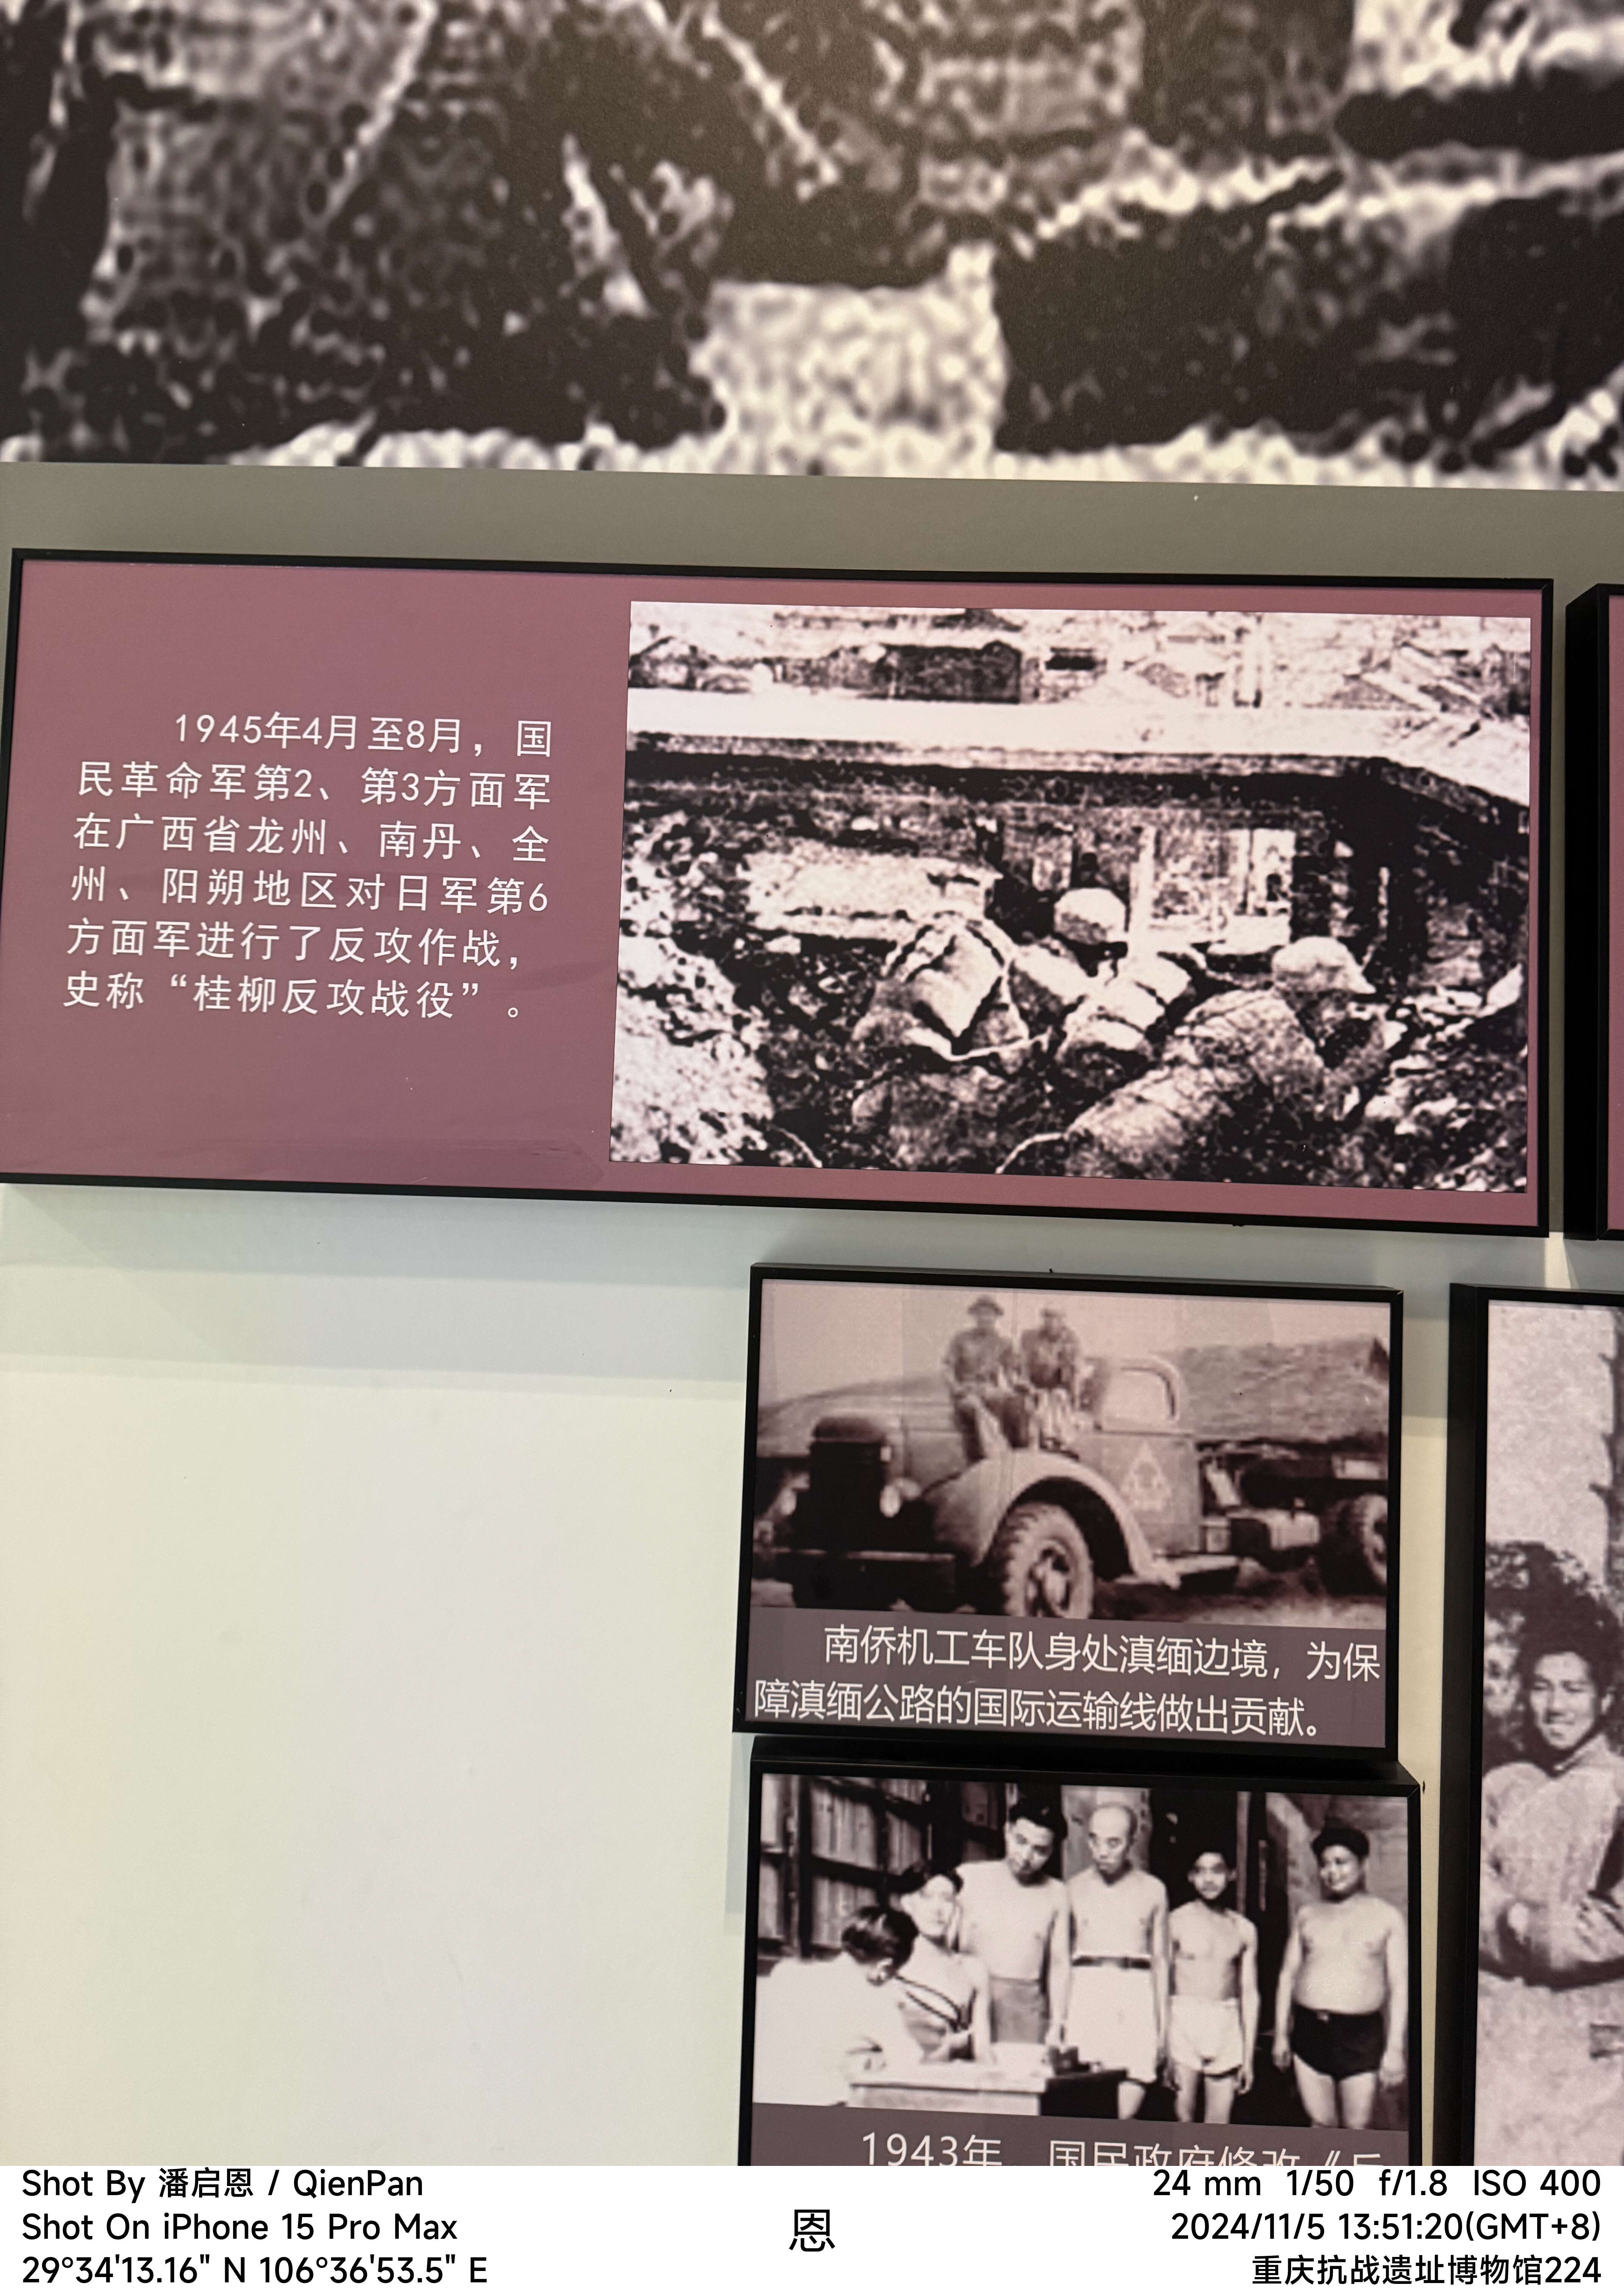 1945年4月至8月，国
民革命军第2、第3方面军
在广西省龙州、南丹、全
州、阳朔地区对日军第6
方面军进行了反攻作战，
史称“桂柳反攻战役”。
南侨机工车队身处滇缅边境，为保
障滇缅公路的国际运输线做出贡献。
1943年，国民政府修改《兵
Shot By 潘启恩 / QienPan
Shot On iPhone 15 Pro Max
29°34'13.16" N 106°36'53.5" E
恩
24 mm 1/50 f/1.8 ISO 400
2024/11/5 13:51:20(GMT+8)
重庆抗战遗址博物馆224